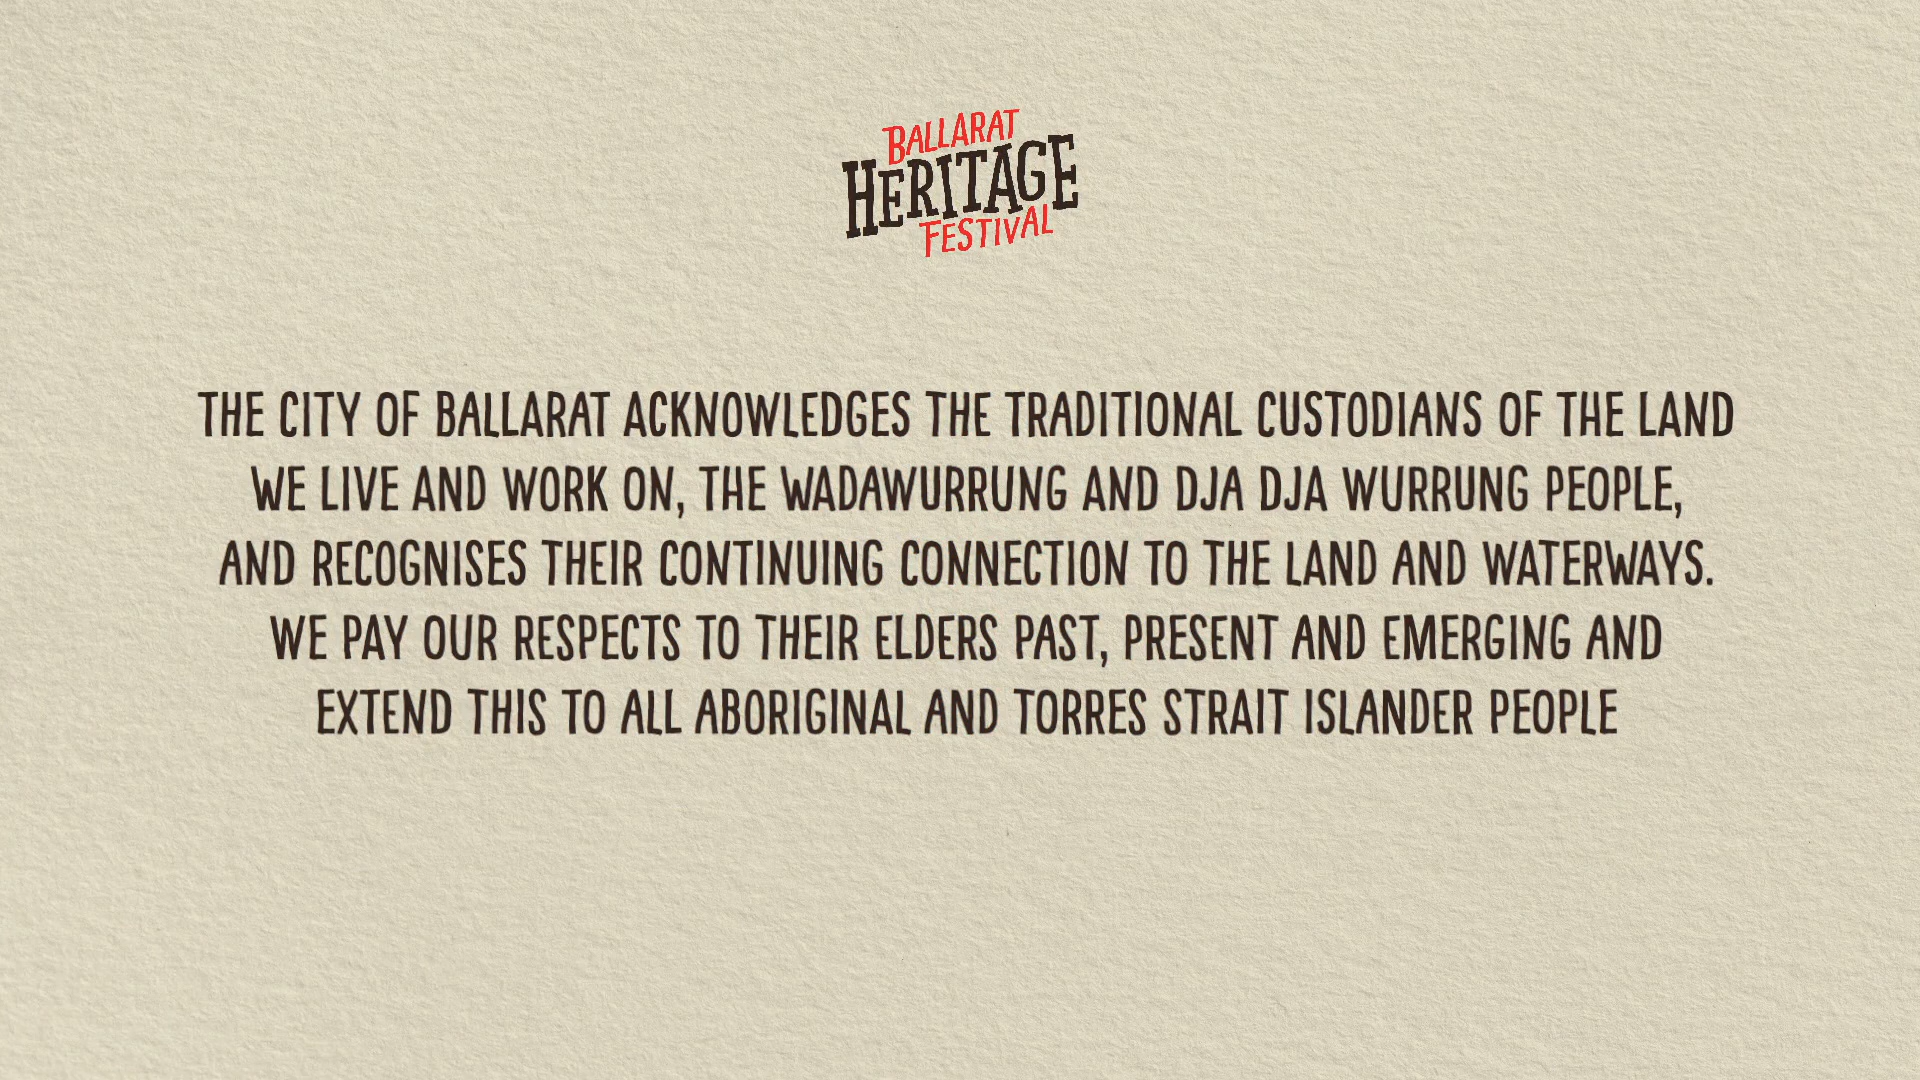 BALLARAT
HERITAGE
FESTIVAL
THE CITY OF BALLARAT ACKNOWLEDGES THE TRADITIONAL CUSTODIANS OF THE LAND
WE LIVE AND WORK ON, THE WADAWURRUNG AND DJA DJA WURRUNG PEOPLE,
AND RECOGNISES THEIR CONTINUING CONNECTION TO THE LAND AND WATERWAYS.
WE PAY OUR RESPECTS TO THEIR ELDERS PAST, PRESENT AND EMERGING AND
EXTEND THIS TO ALL ABORIGINAL AND TORRES STRAIT ISLANDER PEOPLE